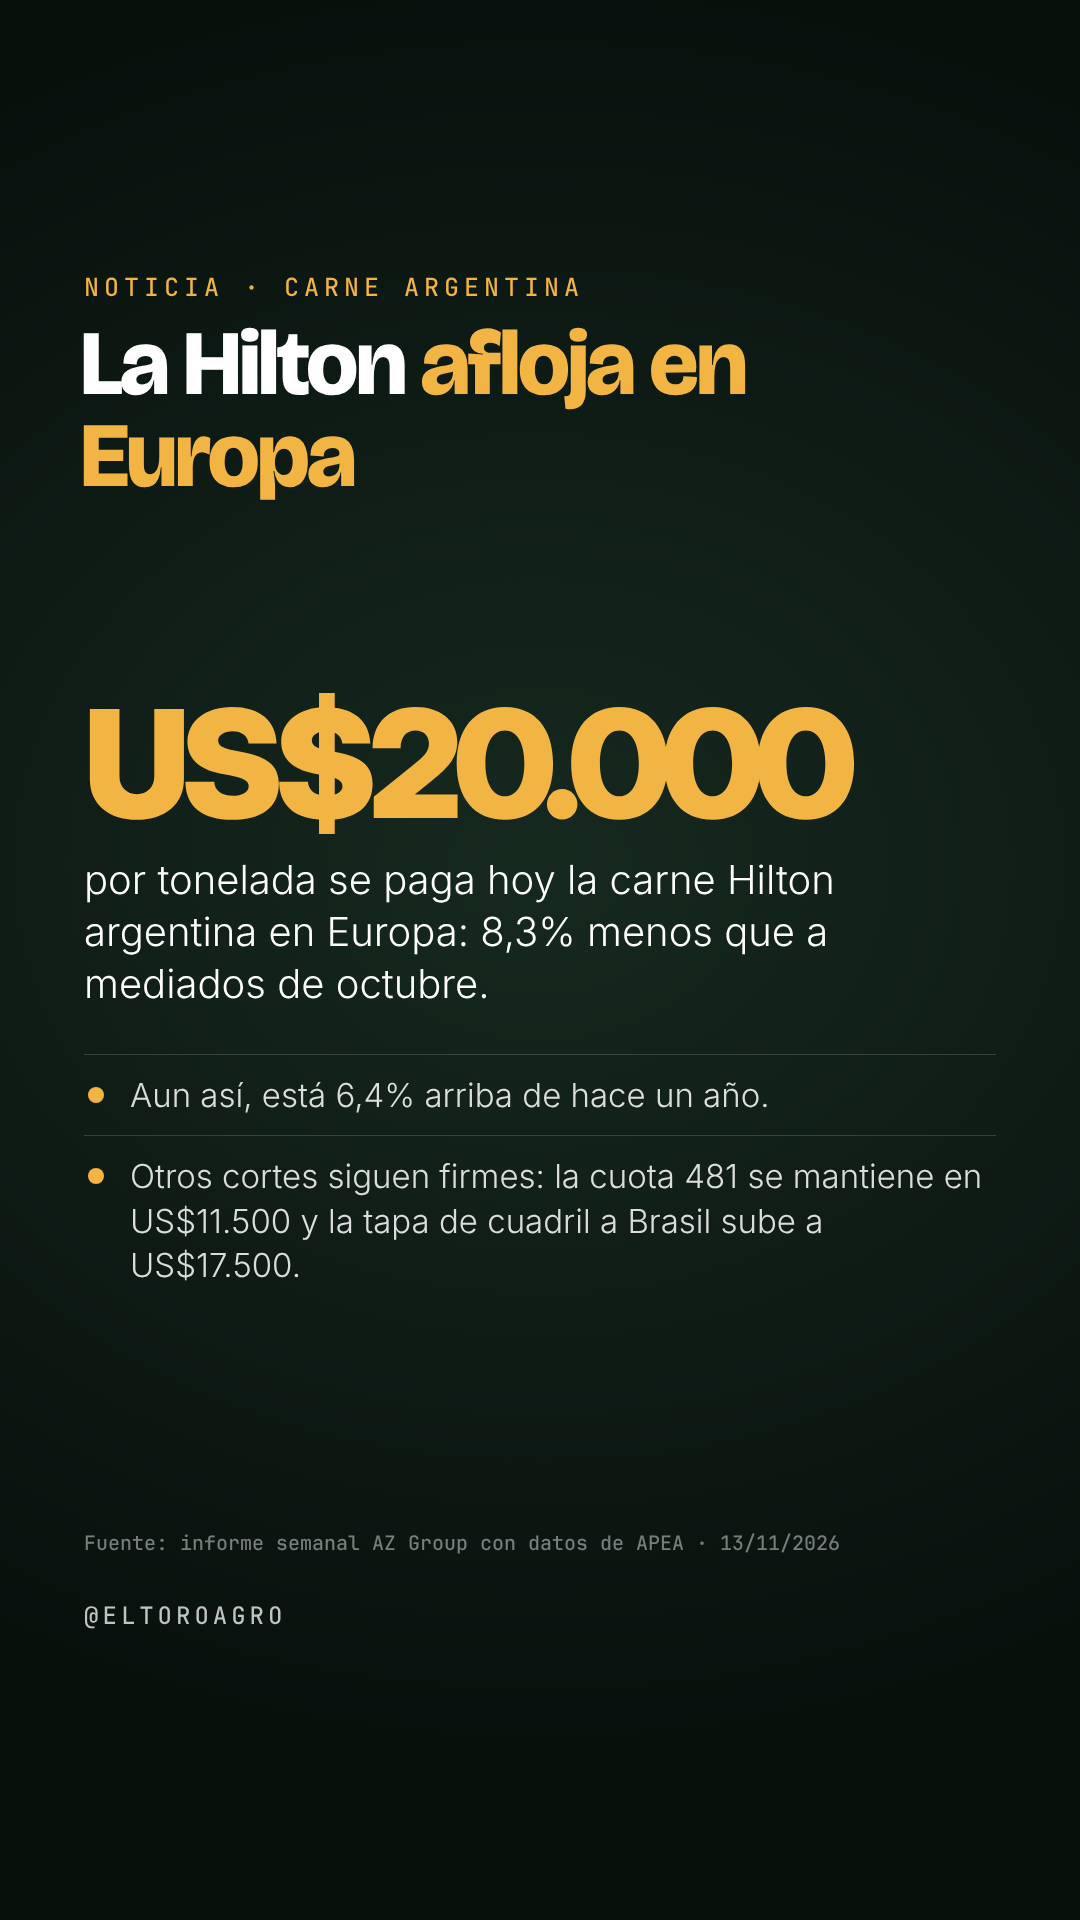 NOTICIA · CARNE ARGENTINA
La Hilton afloja en
Europa
US$20.000
por tonelada se paga hoy la carne Hilton
argentina en Europa: 8,3% menos que a
mediados de octubre.
Aun así, está 6,4% arriba de hace un año.
Otros cortes siguen firmes: la cuota 481 se mantiene en
US$11.500 y la tapa de cuadril a Brasil sube a
US$17.500.
Fuente: informe semanal AZ Group con datos de APEA · 13/11/2026
@ELTOROAGRO